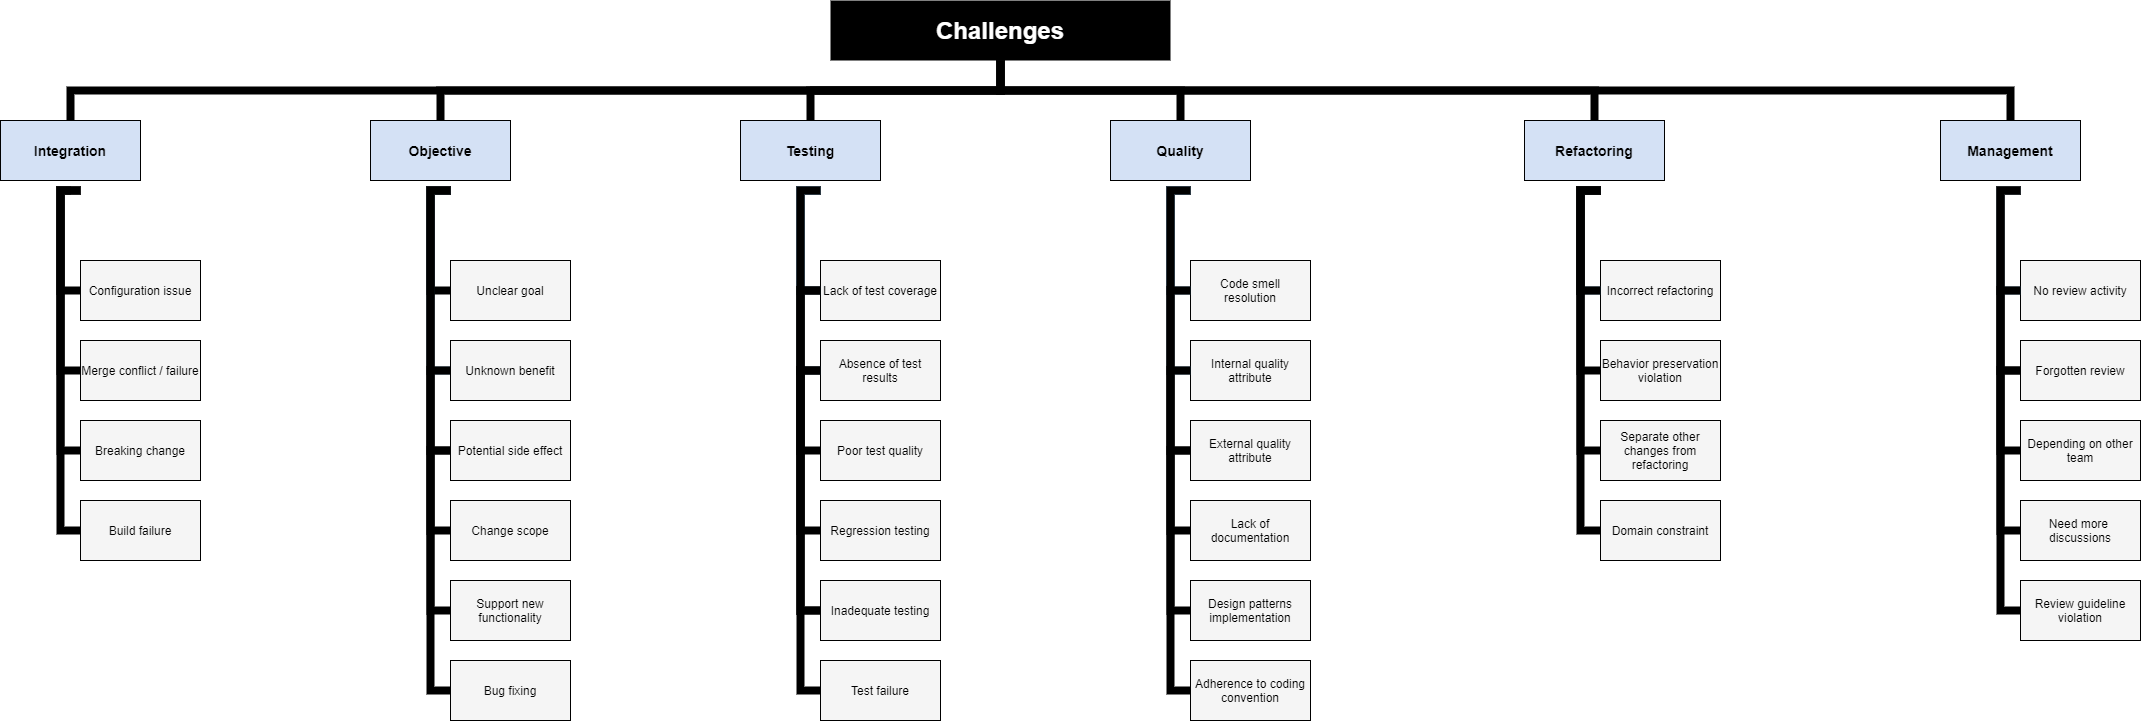 Challenges
Integration
Objective
Testing
Quality
Refactoring
Management
Configuration issue
Merge conflict / failure
Breaking change
Build failure
Unclear goal
Unknown benefit
Potential side effect
Change scope
Support new
functionality
Bug fixing
Lack of test coverage
Absence of test
results
Poor test quality
Regression testing
Inadequate testing
Test failure
Code smell
resolution
Internal quality
attribute
External quality
attribute
Lack of
documentation
Design patterns
implementation
Adherence to coding
convention
Incorrect refactoring
Behavior preservation
violation
Separate other
changes from
refactoring
Domain constraint
No review activity
Forgotten review
Depending on other
team
Need more
discussions
Review guideline
violation